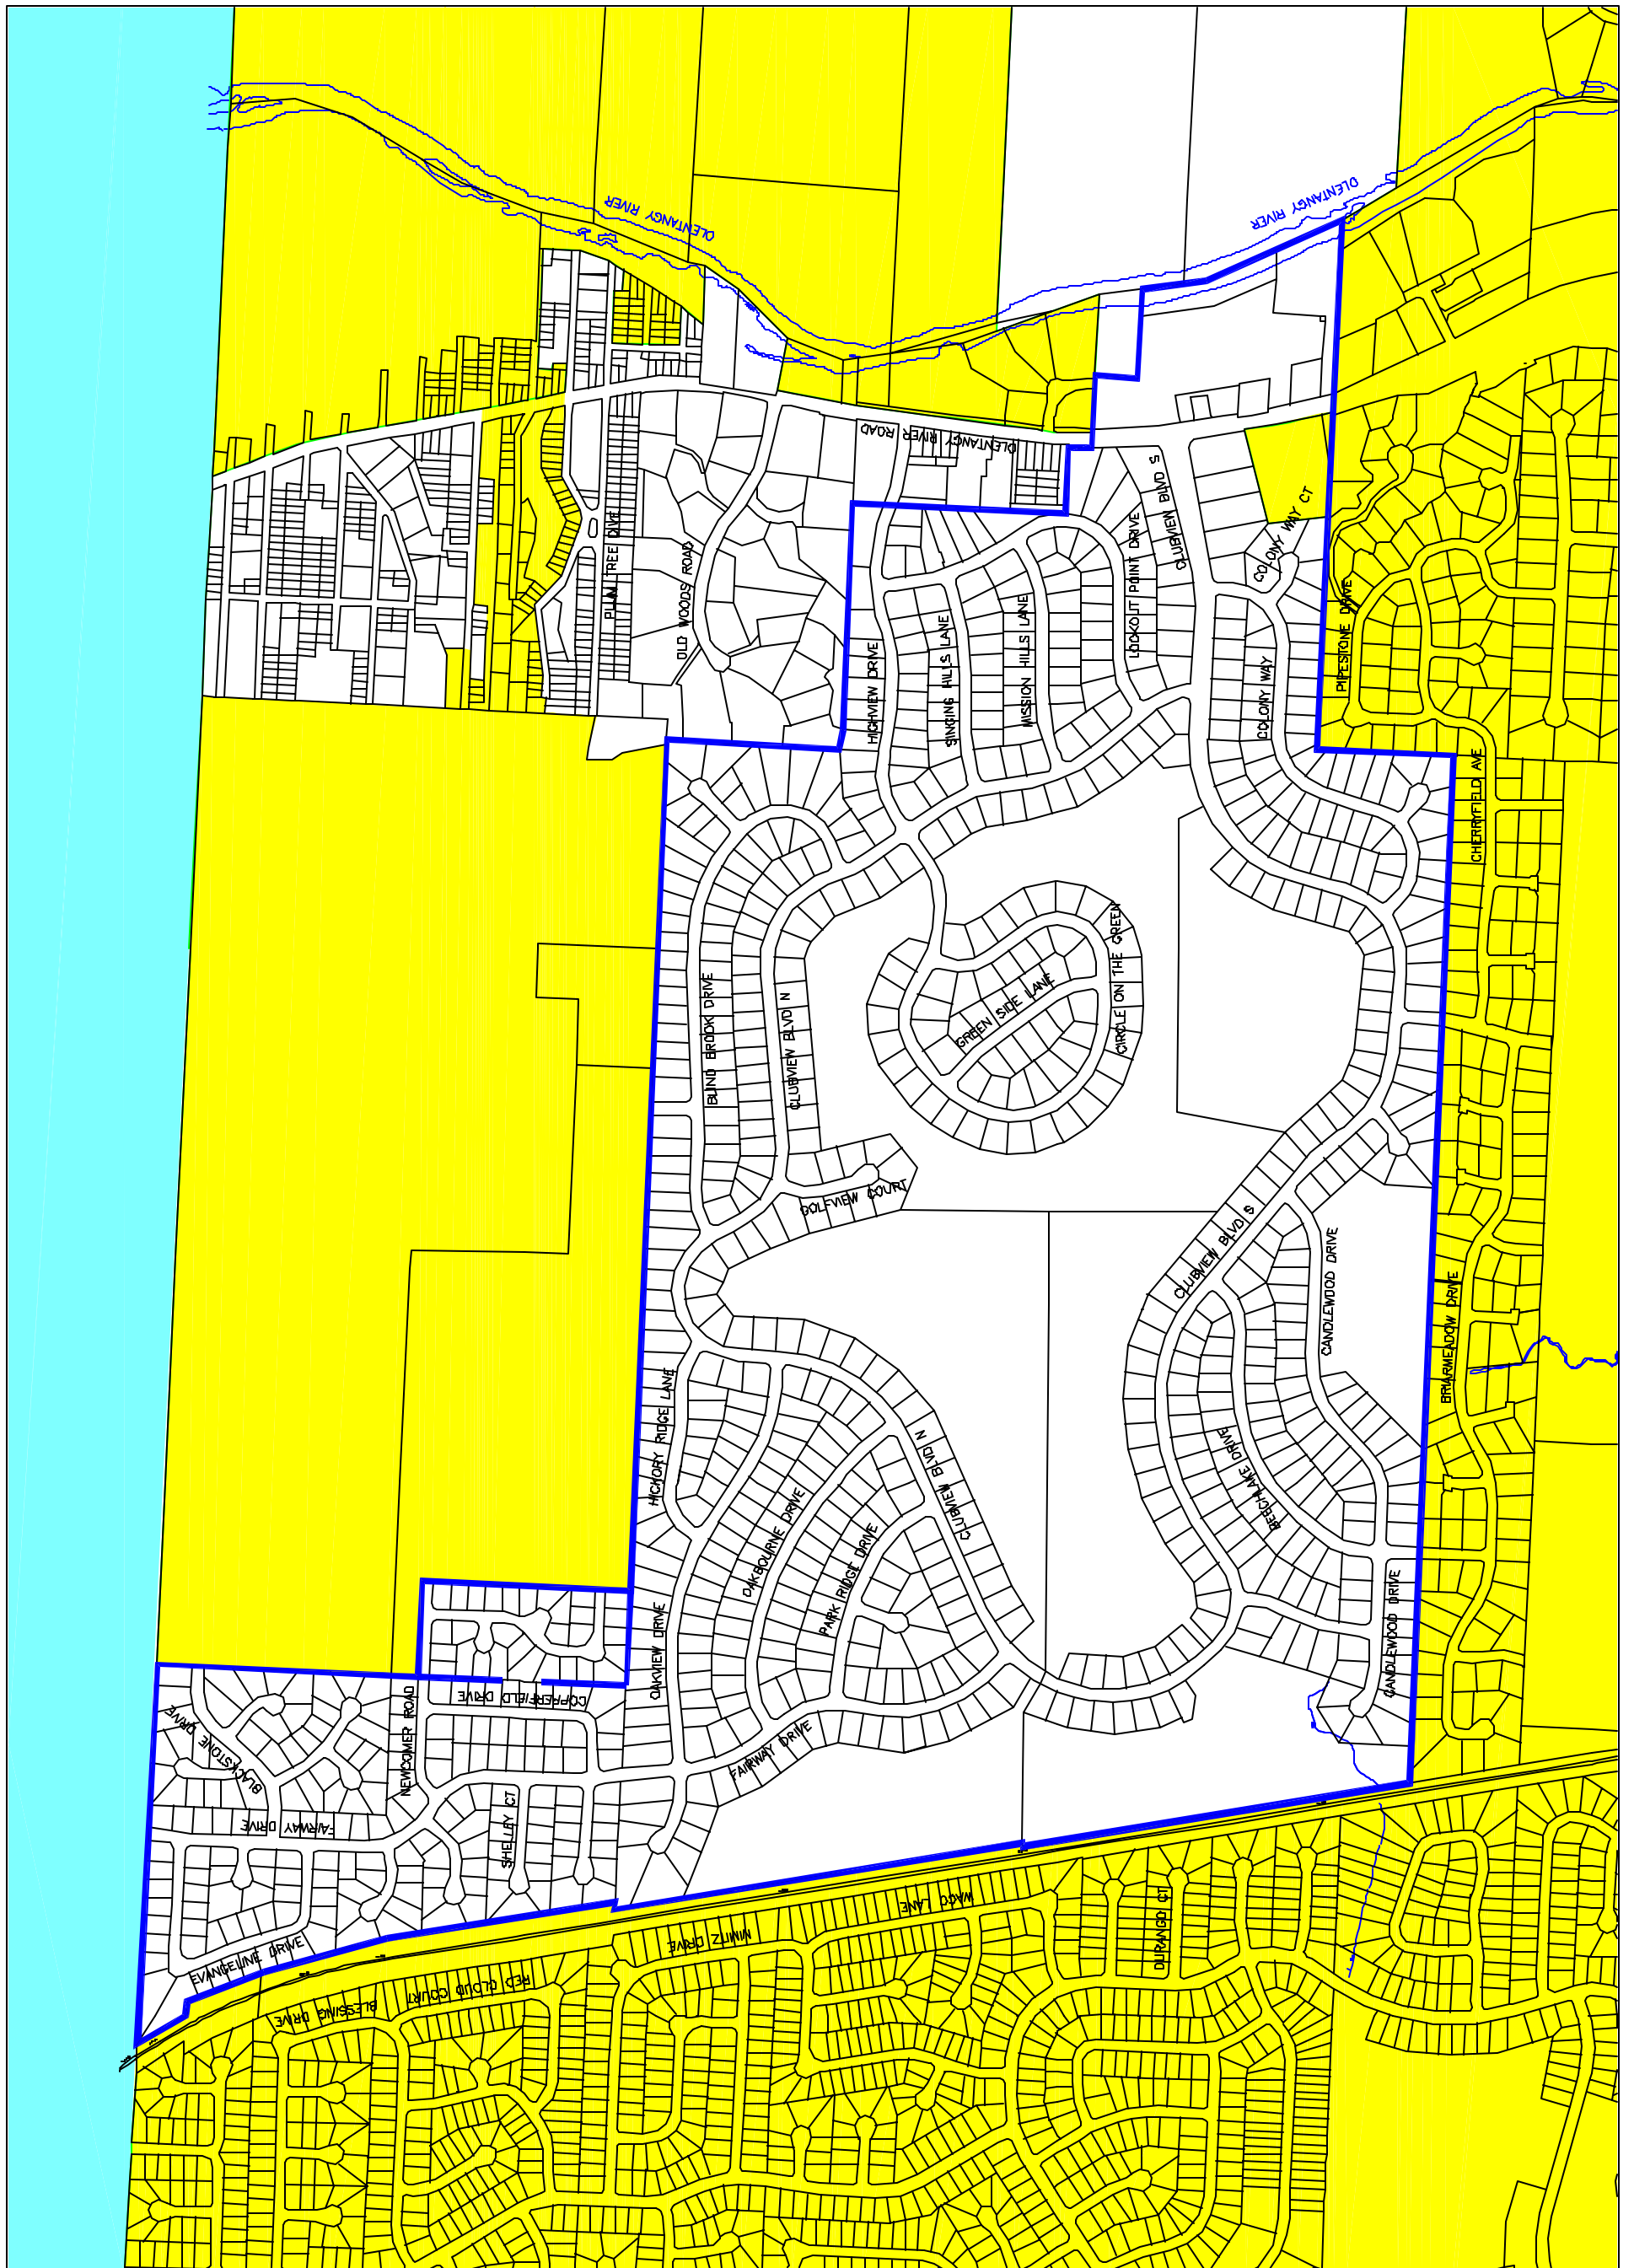 OLENTANGY RIVER
OLENTANGY RIVER
OLENTANGY RIVER ROAD
CLUBVIEW BLVD S
COLONY WAY CT
PLUM TREE DRIVE
OLD WOODS ROAD
LOOKOUT POINT DRIVE
PIPESTONE DRIVE
HIGHVIEW DRIVE
SINGING HILLS LANE
MISSION HILLS LANE
COLONY WAY
CHERRYFIELD AVE
BLIND BROOK DRIVE
CLUBVIEW BLVD N
GREEN SIDE LANE
CIRCLE ON THE GREEN
GOLFVIEW COURT
CLUBVIEW BLVD S
CANDLEWOOD DRIVE
BRIARMEADOW DRIVE
HICKORY RIDGE LANE
CLUBVIEW BLVD N
BEECHLAKE DRIVE
OAKBOURNE DRIVE
PARK RIDGE DRIVE
OAKVIEW DRIVE
CANDLEWOOD DRIVE
COPPERFIELD DRIVE
NEWCOMER ROAD
BLACKSTONE DRIVE
FAIRWAY DRIVE
FAIRWAY DRIVE
SHELLEY CT
EVANGELINE DRIVE
WACO LANE
NIMITZ DRIVE
DURANGO CT
RED CLOUD COURT
BLESSING DRIVE